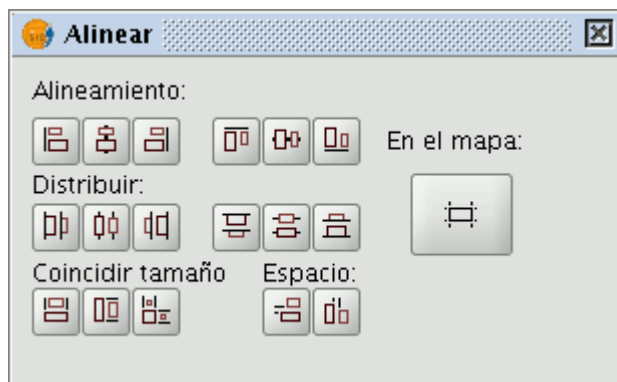 Alinear
Alineamiento:
En el mapa:
Distribuir:
Coincidir tamaño Espacio: